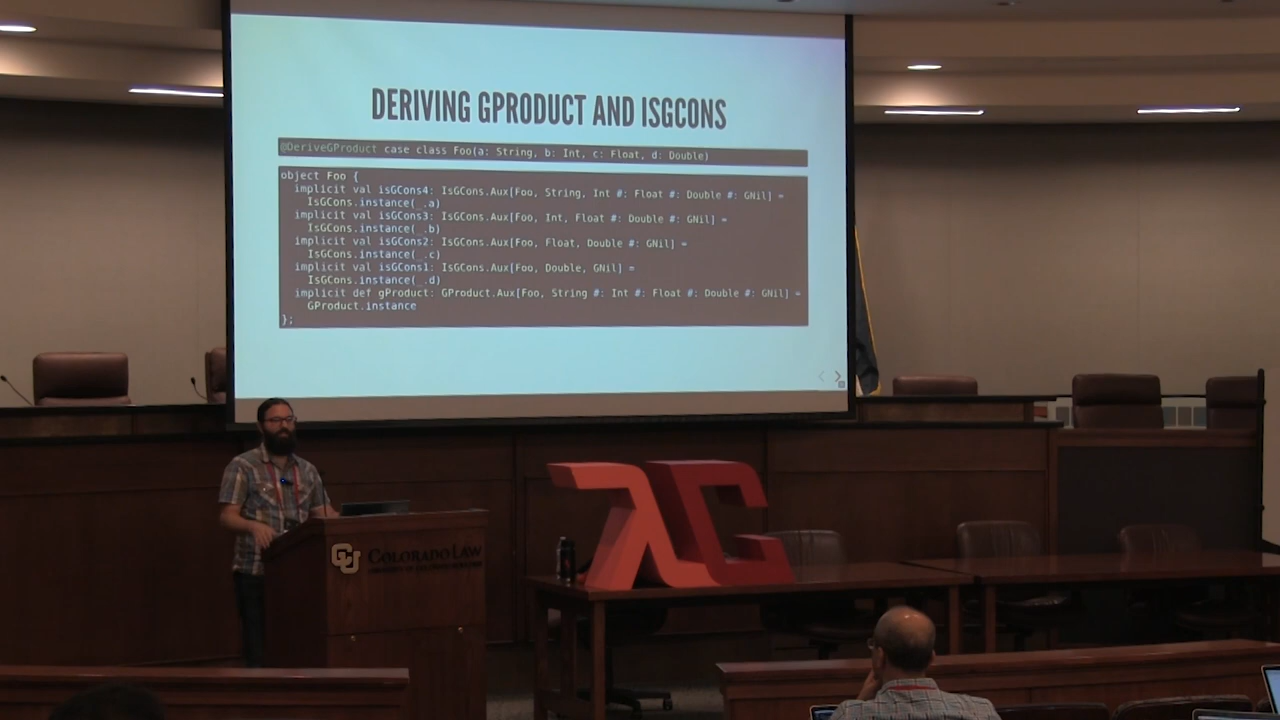 DERIVING GPRODUCT AND ISGCONS
@DeriveGProduct case class Foo(a: String, b: Int, c: Float, d: Double)
object Foo {
implicit val isGCons4: IsGCons.Aux[Foo, String, Int #: Float #: Double #: GNil] =
IsGCons.instance(_.a)
implicit val isGCons3: IsGCons.Aux[Foo, Int, Float #: Double #: GNil] =
IsGCons.instance(_.b)
implicit val isGCons2: IsGCons.Aux[Foo, Float, Double #: GNil] =
IsGCons.instance(_.c)
implicit val isGCons1: IsGCons.Aux[Foo, Double, GNil] =
IsGCons.instance(_.d)
implicit def gProduct: GProduct.Aux[Foo, String #: Int #: Float #: Double #: GNil] =
GProduct.instance
};
CU COLORADO LAW
λC